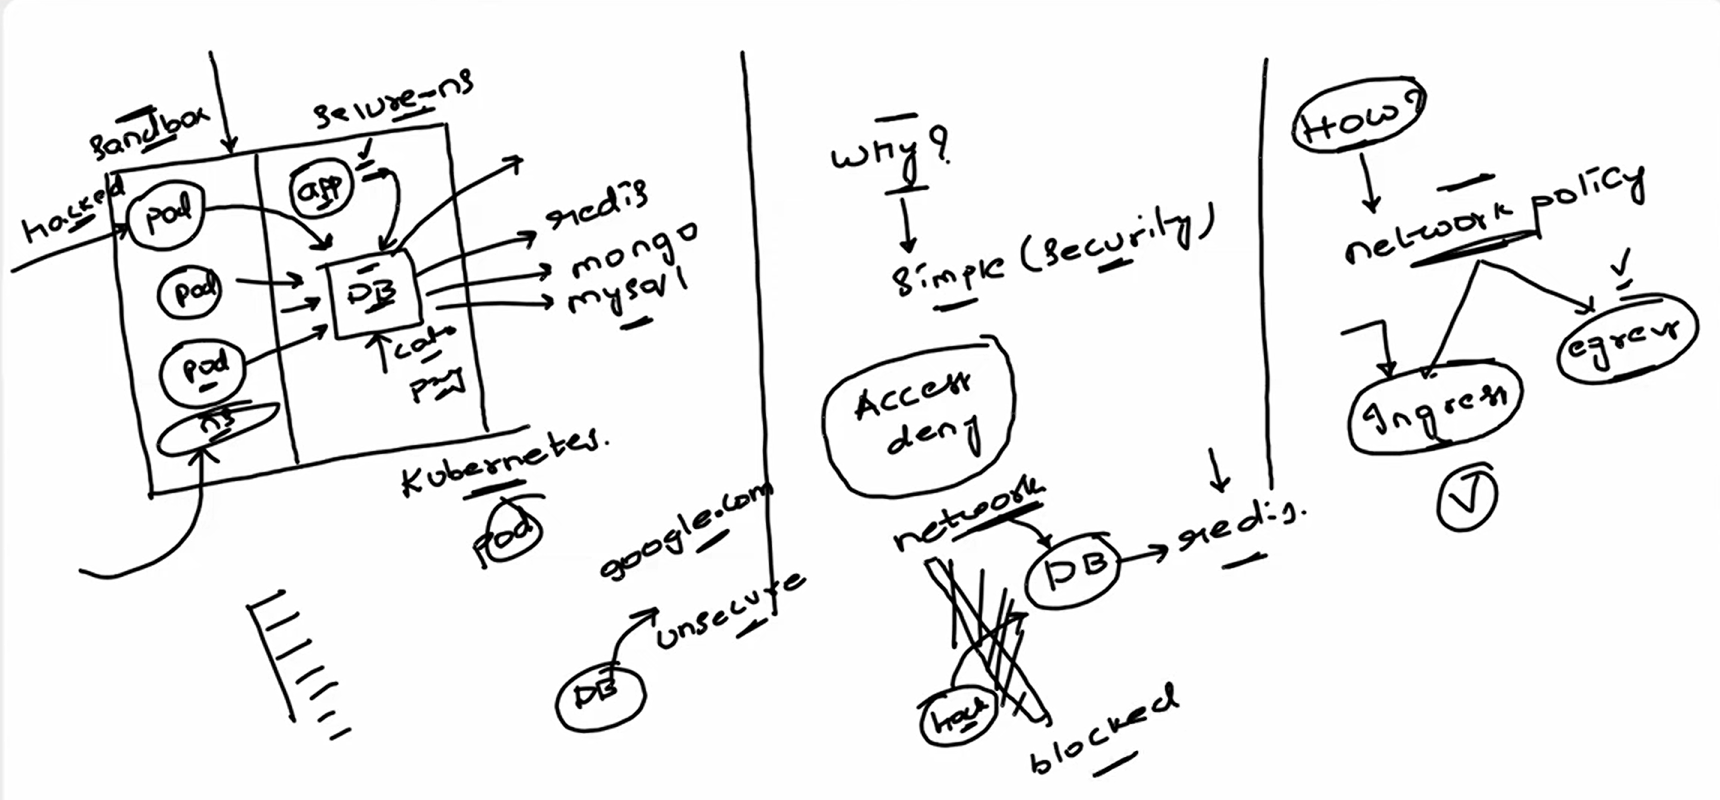 Sandbox
secure-ns
hacked
pod
app
pod
DB
redis
mongo
mysql
pod
cat
ns
Kubernetes.
pod
google.com
unsecure
DB
Why?
Simple (Security)
Access
deny
network
DB
redis.
hack
blocked
How?
network policy
Ingress
egress